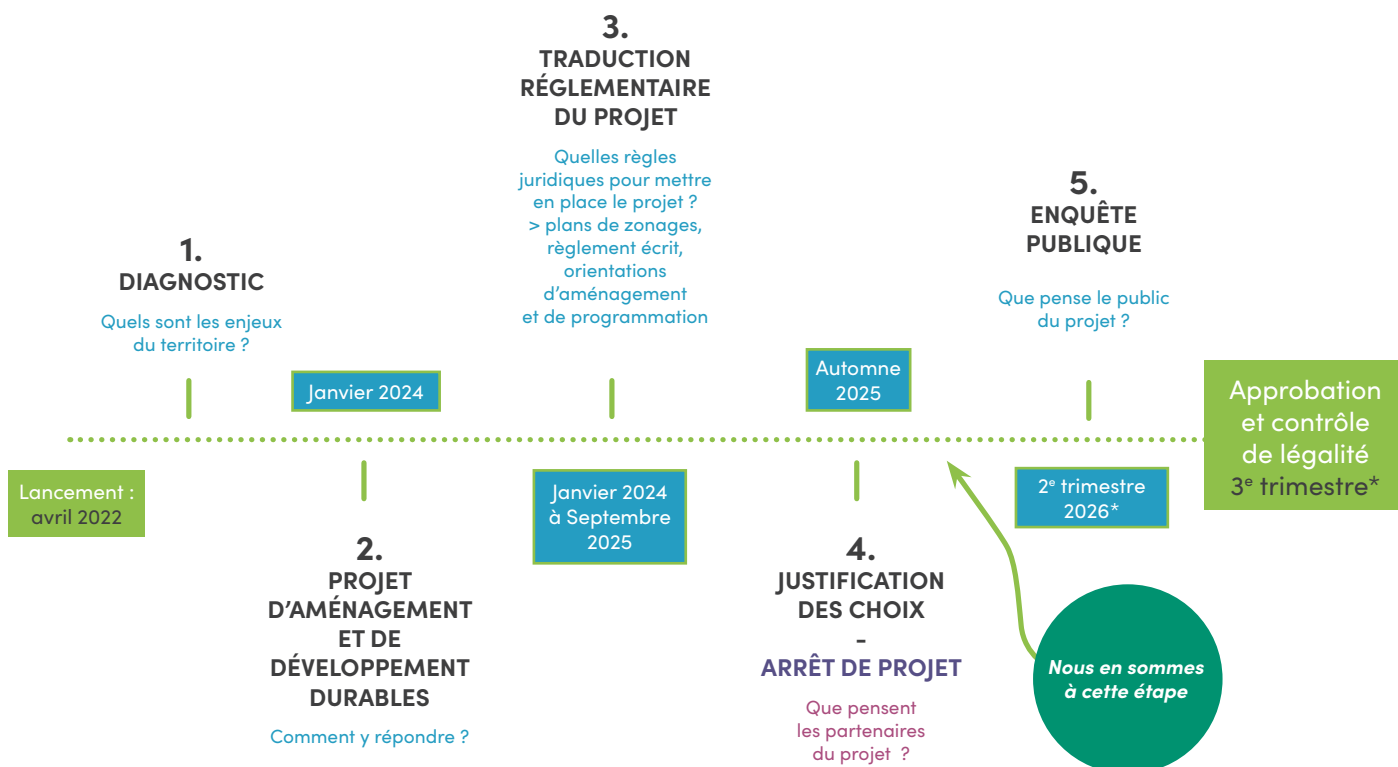 1.
DIAGNOSTIC
Quels sont les enjeux
du territoire ?
Lancement :
avril 2022
Janvier 2024
2.
PROJET
D’AMÉNAGEMENT
ET DE
DÉVELOPPEMENT
DURABLES
Comment y répondre ?
3.
TRADUCTION
RÉGLEMENTAIRE
DU PROJET
Quelles règles
juridiques pour mettre
en place le projet ?
> plans de zonages,
règlement écrit,
orientations
d’aménagement
et de programmation
Janvier 2024
à Septembre
2025
Automne
2025
4.
JUSTIFICATION
DES CHOIX
-
ARRÊT DE PROJET
Que pensent
les partenaires
du projet ?
5.
ENQUÊTE
PUBLIQUE
Que pense le public
du projet ?
2e trimestre
2026*
Nous en sommes
à cette étape
Approbation
et contrôle
de légalité
3e trimestre*